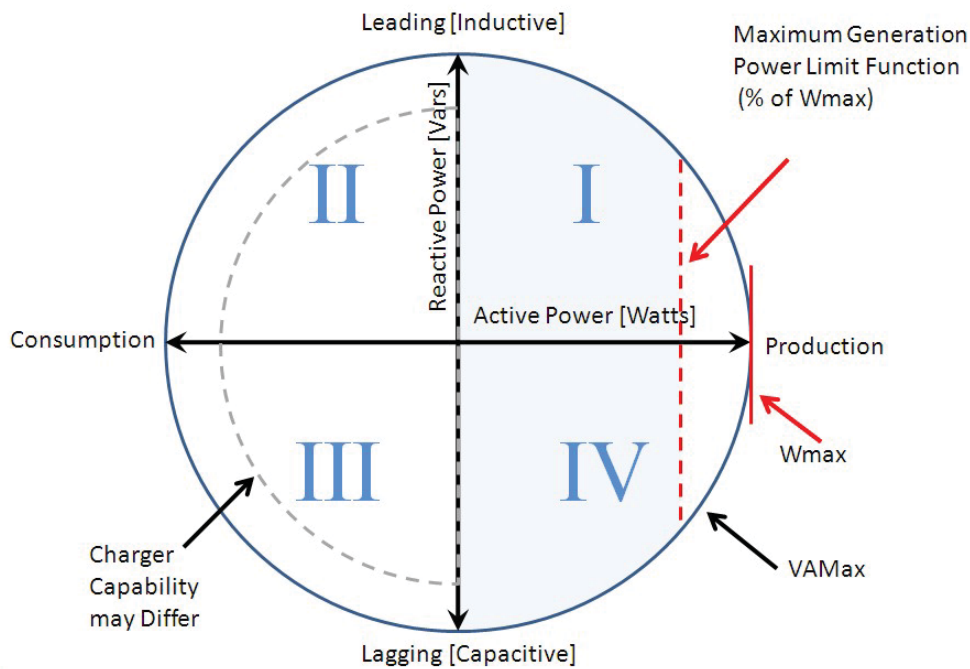 Leading [Inductive]
Maximum Generation
Power Limit Function
(% of Wmax)
Reactive Power [Vars]
II
I
Active Power [Watts]
Consumption
Production
III
IV
Wmax
Charger
Capability
may Differ
VAMax
Lagging [Capacitive]